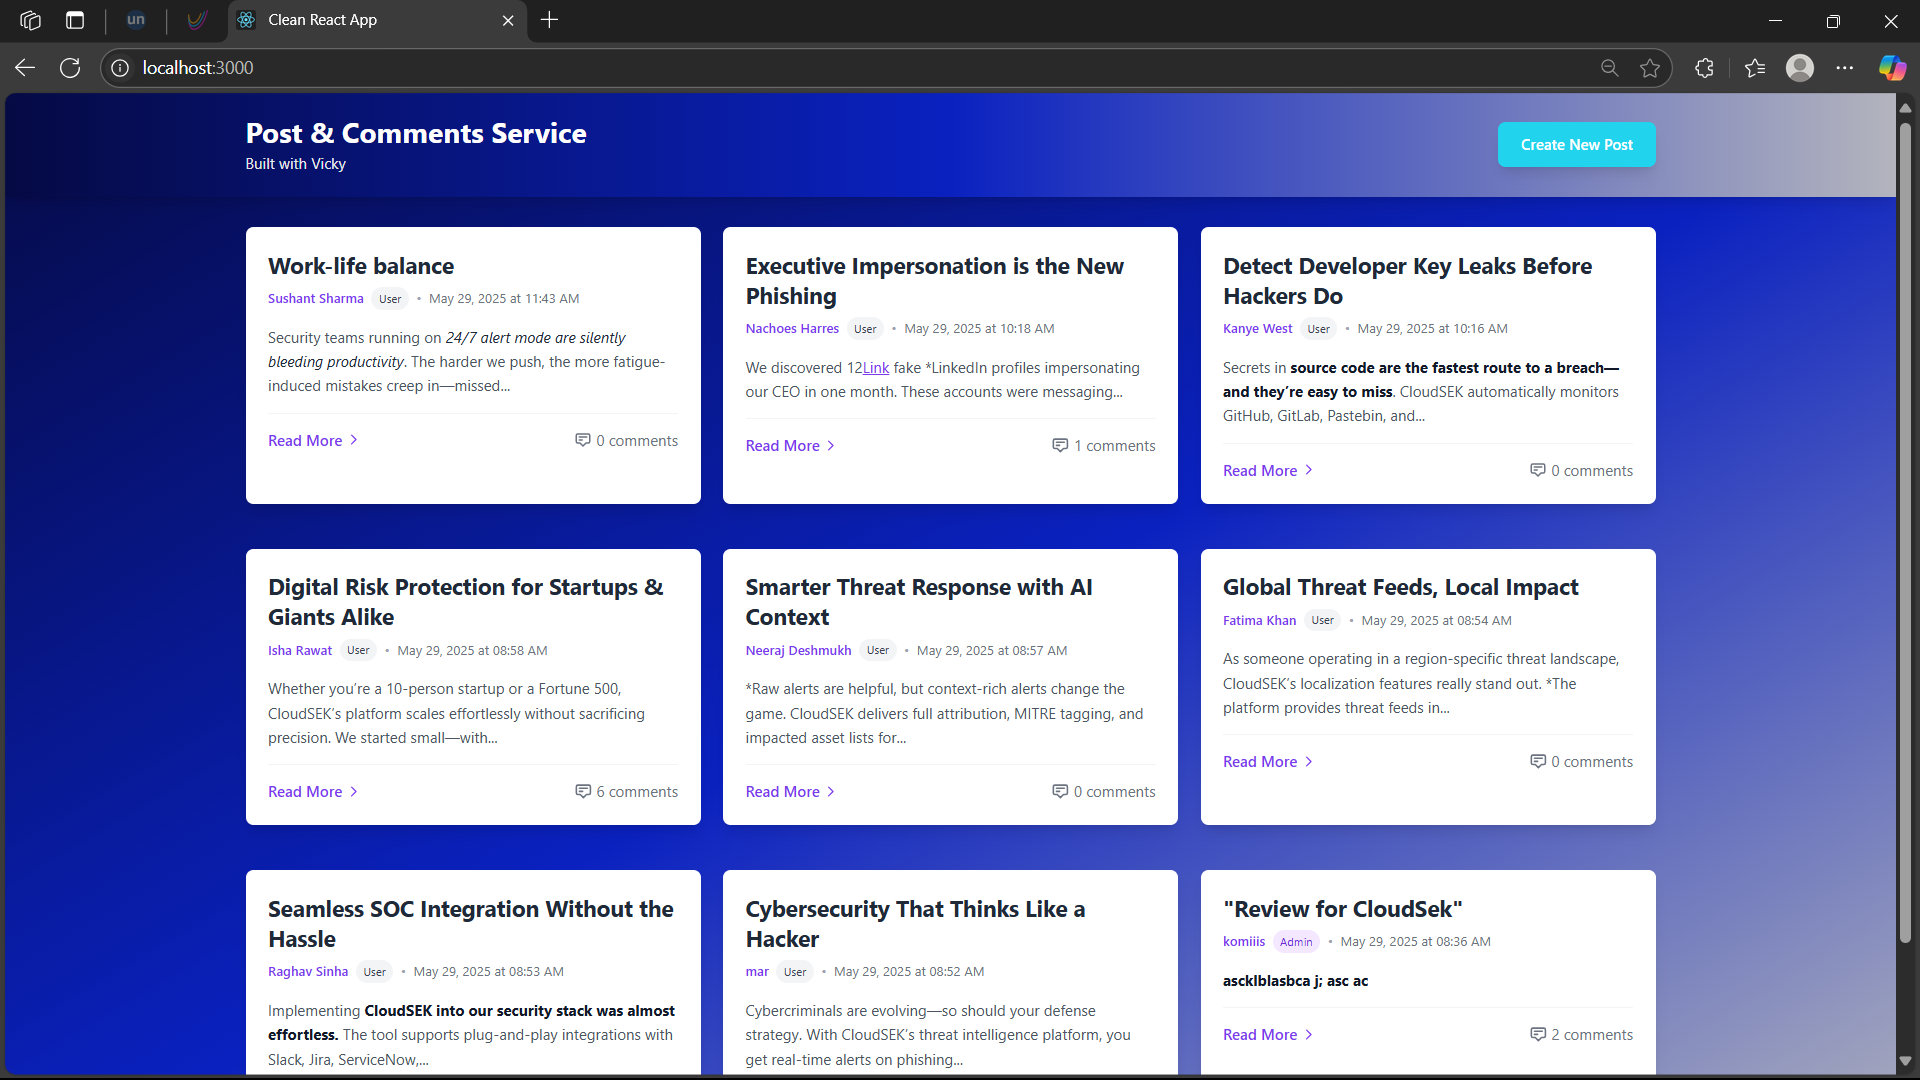 un
Clean React App
localhost:3000
Post & Comments Service
Built with Vicky
Create New Post
Work-life balance
Sushant Sharma User • May 29, 2025 at 11:43 AM
Security teams running on 24/7 alert mode are silently
bleeding productivity. The harder we push, the more fatigue-
induced mistakes creep in—missed...
Read More
0 comments
Executive Impersonation is the New
Phishing
Nachoes Harres User • May 29, 2025 at 10:18 AM
We discovered 12Link fake *LinkedIn profiles impersonating
our CEO in one month. These accounts were messaging...
Read More
1 comments
Detect Developer Key Leaks Before
Hackers Do
Kanye West User • May 29, 2025 at 10:16 AM
Secrets in source code are the fastest route to a breach—
and they’re easy to miss. CloudSEK automatically monitors
GitHub, GitLab, Pastebin, and...
Read More
0 comments
Digital Risk Protection for Startups &
Giants Alike
Isha Rawat User • May 29, 2025 at 08:58 AM
Whether you’re a 10-person startup or a Fortune 500,
CloudSEK’s platform scales effortlessly without sacrificing
precision. We started small—with...
Read More
6 comments
Smarter Threat Response with AI
Context
Neeraj Deshmukh User • May 29, 2025 at 08:57 AM
*Raw alerts are helpful, but context-rich alerts change the
game. CloudSEK delivers full attribution, MITRE tagging, and
impacted asset lists for...
Read More
0 comments
Global Threat Feeds, Local Impact
Fatima Khan User • May 29, 2025 at 08:54 AM
As someone operating in a region-specific threat landscape,
CloudSEK’s localization features really stand out. *The
platform provides threat feeds in...
Read More
0 comments
Seamless SOC Integration Without the
Hassle
Raghav Sinha User • May 29, 2025 at 08:53 AM
Implementing CloudSEK into our security stack was almost
effortless. The tool supports plug-and-play integrations with
Slack, Jira, ServiceNow,...
Cybersecurity That Thinks Like a
Hacker
mar User • May 29, 2025 at 08:52 AM
Cybercriminals are evolving—so should your defense
strategy. With CloudSEK’s threat intelligence platform, you
get real-time alerts on phishing...
"Review for CloudSek"
komiiis Admin • May 29, 2025 at 08:36 AM
ascklblasbca j; asc ac
Read More
2 comments